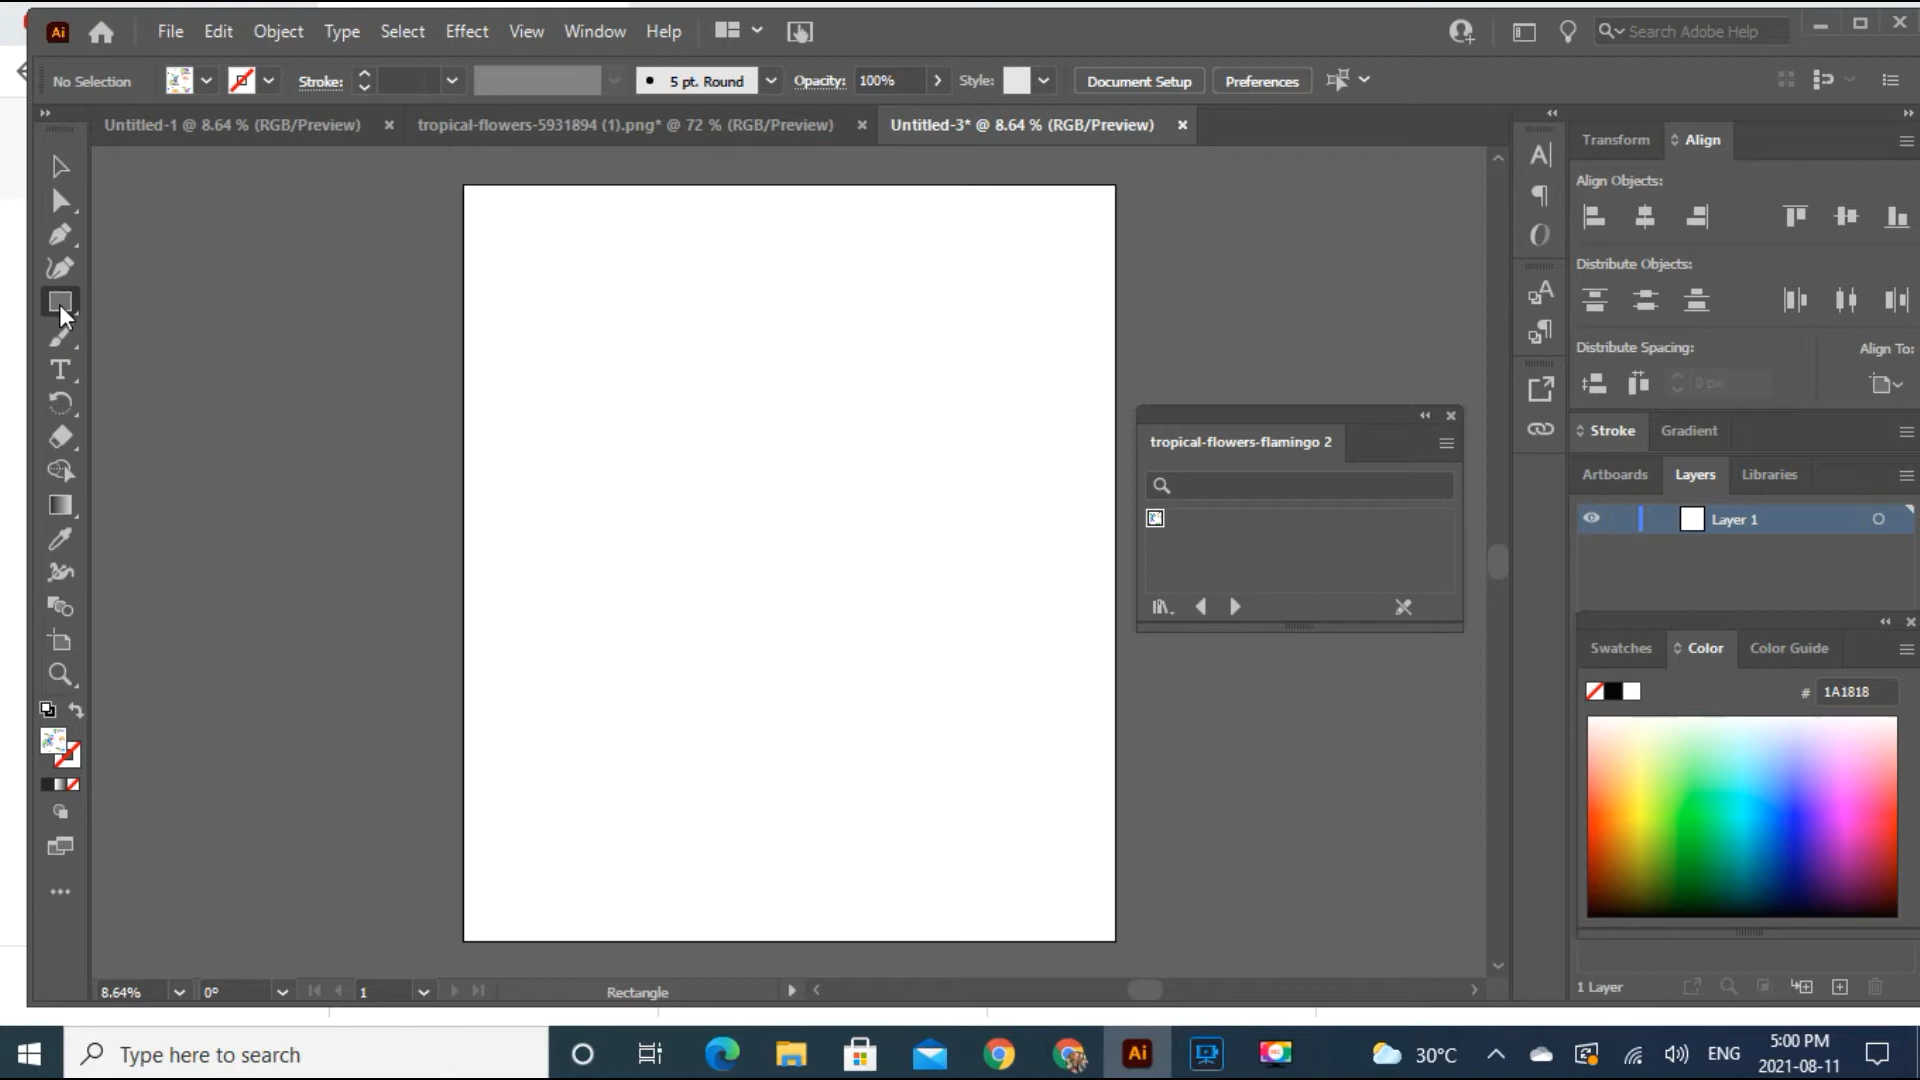 Ai File Edit Object Type Select Effect View Window Help Search Adobe Help
No Selection Stroke: 5 pt. Round Opacity: 100% Style: Document Setup Preferences
Untitled-1 @ 8.64 % (RGB/Preview) tropical-flowers-5931894 (1).png* @ 72 % (RGB/Preview) Untitled-3* @ 8.64 % (RGB/Preview)
Transform Align
Align Objects:
Distribute Objects:
Distribute Spacing: Align To:
0 px
Stroke Gradient
tropical-flowers-flamingo 2
Artboards Layers Libraries
Layer 1
Swatches Color Color Guide
# 1A1818
8.64% 0° 1 Rectangle
1 Layer
Type here to search
Ai
30°C ENG
5:00 PM
2021-08-11